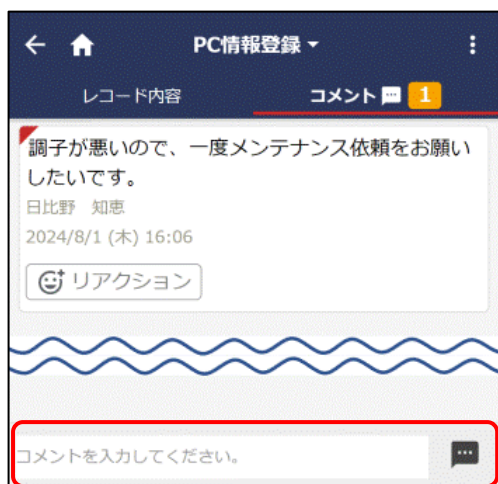 PC情報登録
レコード内容
コメント 1
調子が悪いので、一度メンテナンス依頼をお願い
したいです。
日比野　知恵
2024/8/1 (木) 16:06
リアクション
コメントを入力してください。